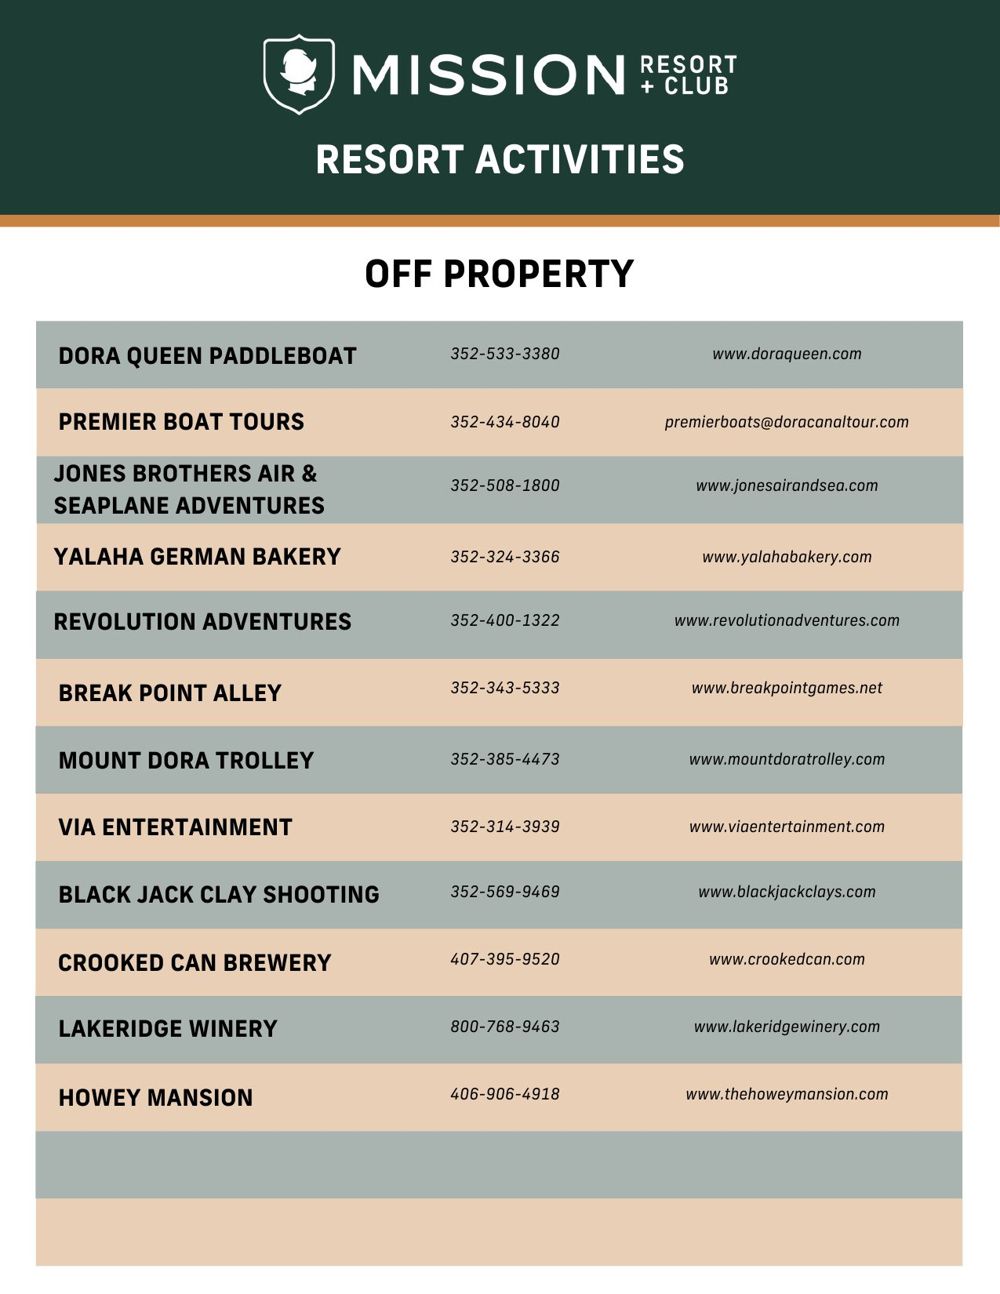 MISSION RESORT + CLUB
RESORT ACTIVITIES
OFF PROPERTY
DORA QUEEN PADDLEBOAT 352-533-3380 www.doraqueen.com
PREMIER BOAT TOURS 352-434-8040 premierboats@doracanaltour.com
JONES BROTHERS AIR &
SEAPLANE ADVENTURES 352-508-1800 www.jonesairandsea.com
YALAHA GERMAN BAKERY 352-324-3366 www.yalahabakery.com
REVOLUTION ADVENTURES 352-400-1322 www.revolutionadventures.com
BREAK POINT ALLEY 352-343-5333 www.breakpointgames.net
MOUNT DORA TROLLEY 352-385-4473 www.mountdoratrolley.com
VIA ENTERTAINMENT 352-314-3939 www.viaentertainment.com
BLACK JACK CLAY SHOOTING 352-569-9469 www.blackjackclays.com
CROOKED CAN BREWERY 407-395-9520 www.crookedcan.com
LAKERIDGE WINERY 800-768-9463 www.lakeridgewinery.com
HOWEY MANSION 406-906-4918 www.thehoweymansion.com